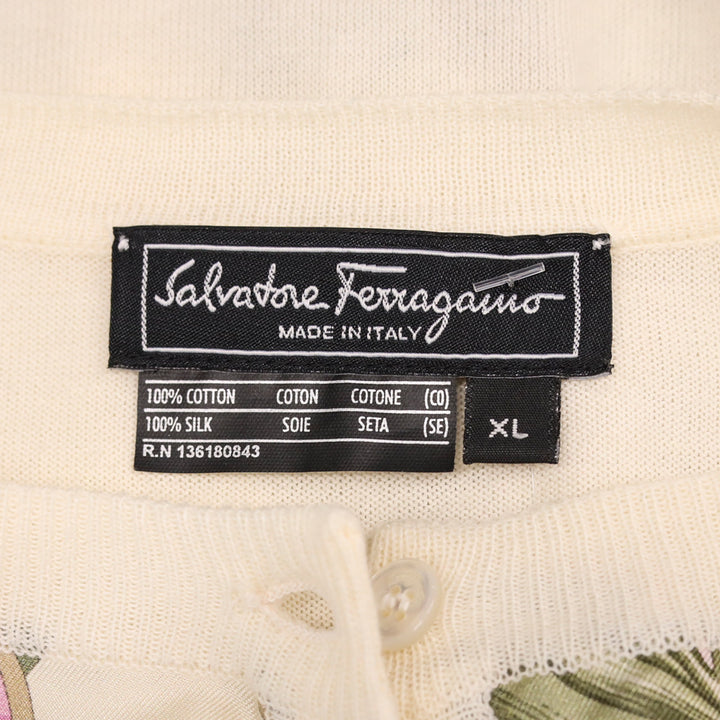 Salvatore Ferragamo
MADE IN ITALY
100% COTTON COTON COTONE (CO)
100% SILK SOIE SETA (SE)
R.N 136180843
XL